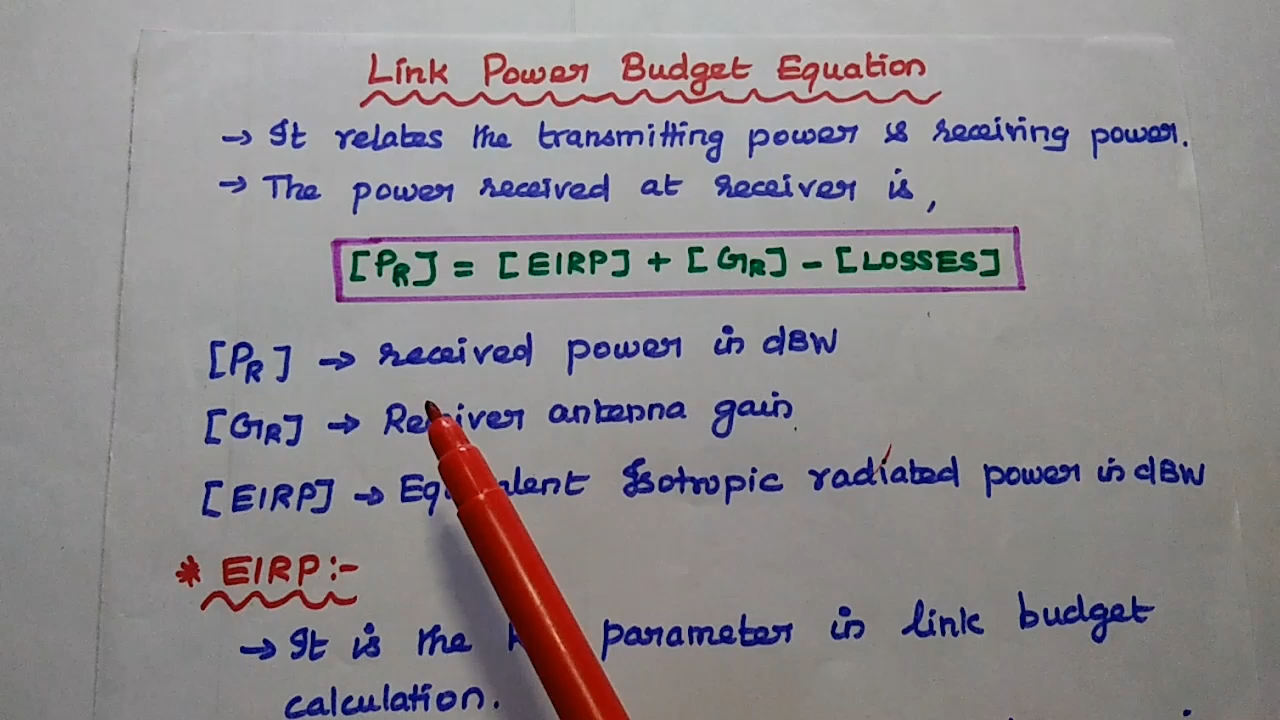 Link Power Budget Equation
→ It relates the transmitting power is receiving power.
→ The power received at receiver is,
[PR] = [EIRP] + [GR] - [LOSSES]
[PR] → received power in dBW
[GR] → Receiver antenna gain
[EIRP] → Isotropic radiated power in dBW
* EIRP:-
→ It is the parameter in link budget
calculation.